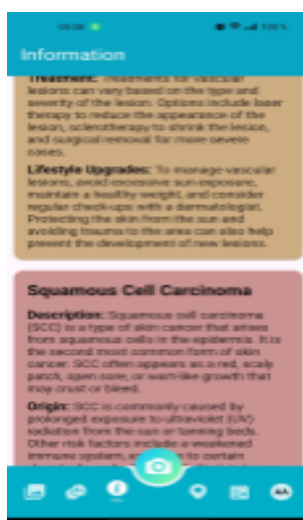 100%
Information
Treatment: Treatments for vascular
lesions can vary based on the type and
severity of the lesion. Options include laser
therapy to reduce the appearance of the
lesion, sclerotherapy to shrink the lesion,
and surgical removal for more severe
cases.
Lifestyle Upgrades: To manage vascular
lesions, avoid excessive sun exposure,
maintain a healthy weight, and consider
regular check-ups with a dermatologist.
Protecting the skin from the sun and
avoiding trauma to the area can also help
prevent the development of new lesions.
Squamous Cell Carcinoma
Description: Squamous cell carcinoma
(SCC) is a type of skin cancer that arises
from squamous cells in the epidermis. It is
the second most common form of skin
cancer. SCC often appears as a red, scaly
patch, open sore, or wart-like growth that
may crust or bleed.
Origin: SCC is commonly caused by
prolonged exposure to ultraviolet (UV)
radiation from the sun or tanning beds.
Other risk factors include a weakened
immune system, to certain